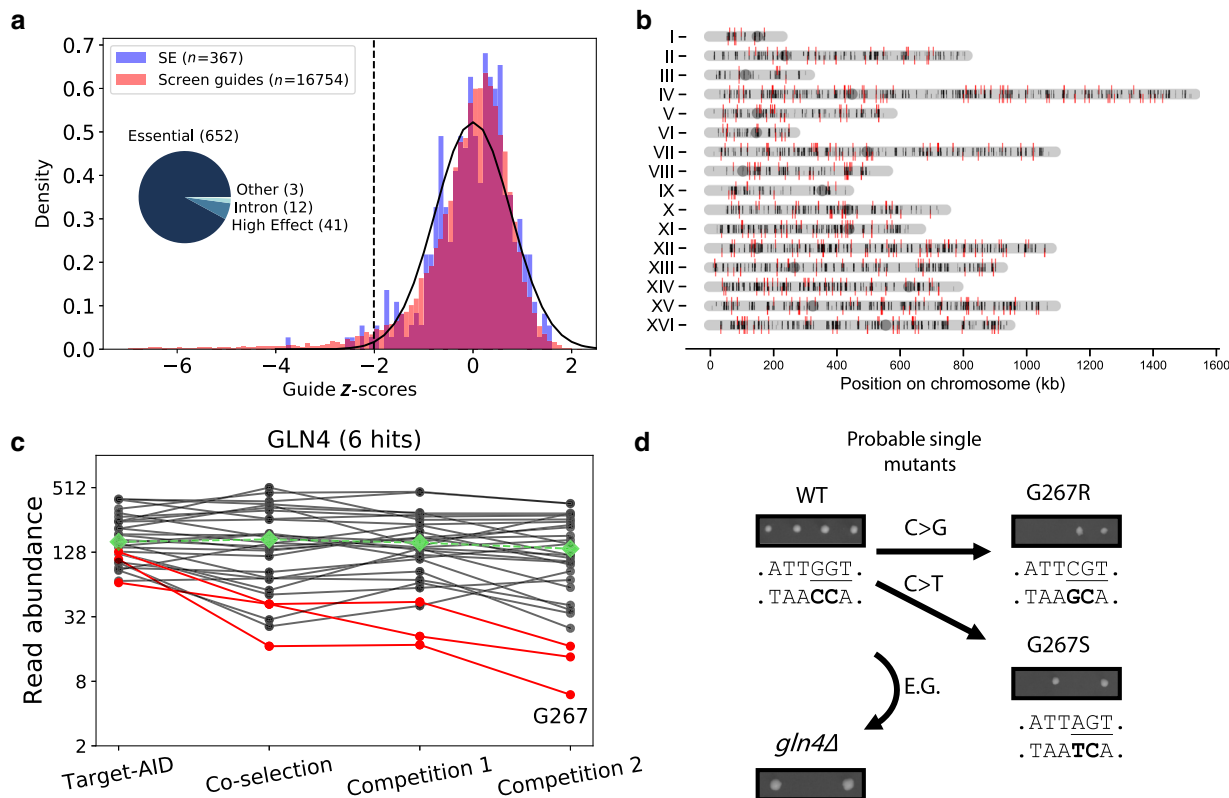 a
SE (n=367)
Screen guides (n=16754)
Essential (652)
Other (3)
Intron (12)
High Effect (41)
Density
0.7
0.6
0.5
0.4
0.3
0.2
0.1
0.0
−6 −4 −2 0 2
Guide z-scores
b
I
II
III
IV
V
VI
VII
VIII
IX
X
XI
XII
XIII
XIV
XV
XVI
0 200 400 600 800 1000 1200 1400 1600
Position on chromosome (kb)
c
GLN4 (6 hits)
Read abundance
512
128
32
8
2
G267
Target-AID Co-selection Competition 1 Competition 2
d
Probable single
mutants
WT
G267R
C>G
.ATTGGT.
.TAACCA.
.ATTCGT.
.TAAGCA.
C>T
G267S
.ATTAGT.
.TAATCA.
E.G.
gln4Δ